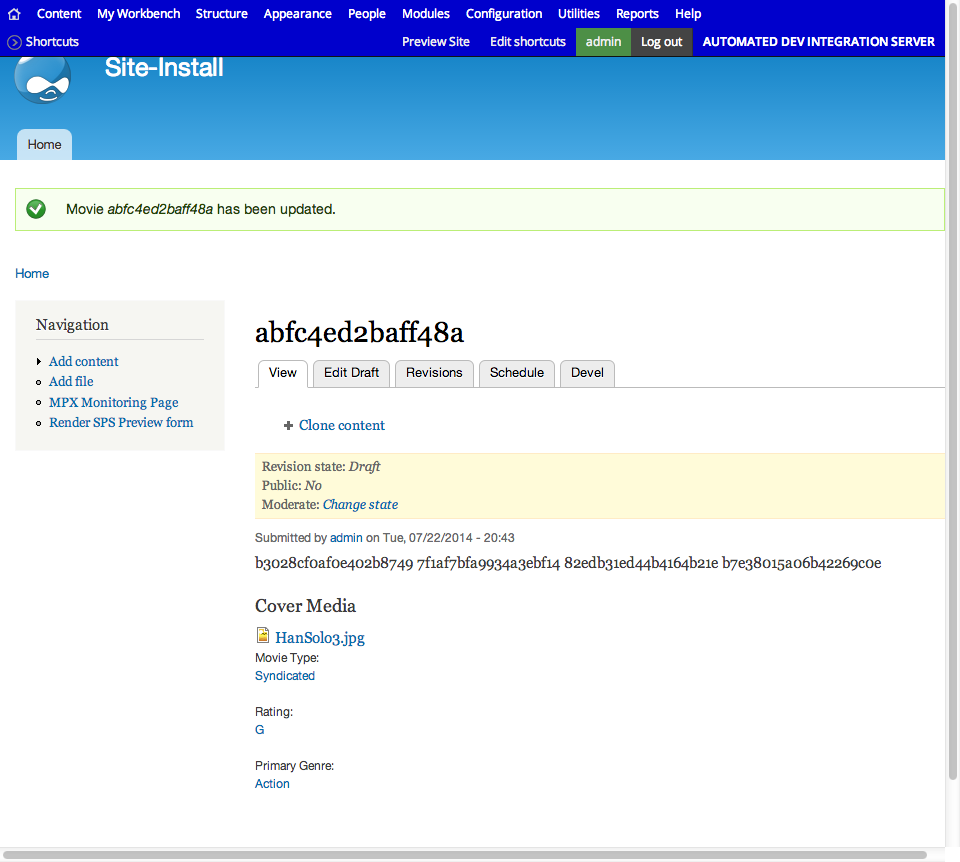 Content My Workbench Structure Appearance People Modules Configuration Utilities Reports Help
Shortcuts Preview Site Edit shortcuts admin Log out AUTOMATED DEV INTEGRATION SERVER
Site-Install
Home
Movie abfc4ed2baff48a has been updated.
Home
Navigation
Add content
Add file
MPX Monitoring Page
Render SPS Preview form
abfc4ed2baff48a
View Edit Draft Revisions Schedule Devel
Clone content
Revision state: Draft
Public: No
Moderate: Change state
Submitted by admin on Tue, 07/22/2014 - 20:43
b3028cf0af0e402b8749 7f1af7bfa9934a3ebf14 82edb31ed44b4164b21e b7e38015a06b42269c0e
Cover Media
HanSolo3.jpg
Movie Type:
Syndicated
Rating:
G
Primary Genre:
Action